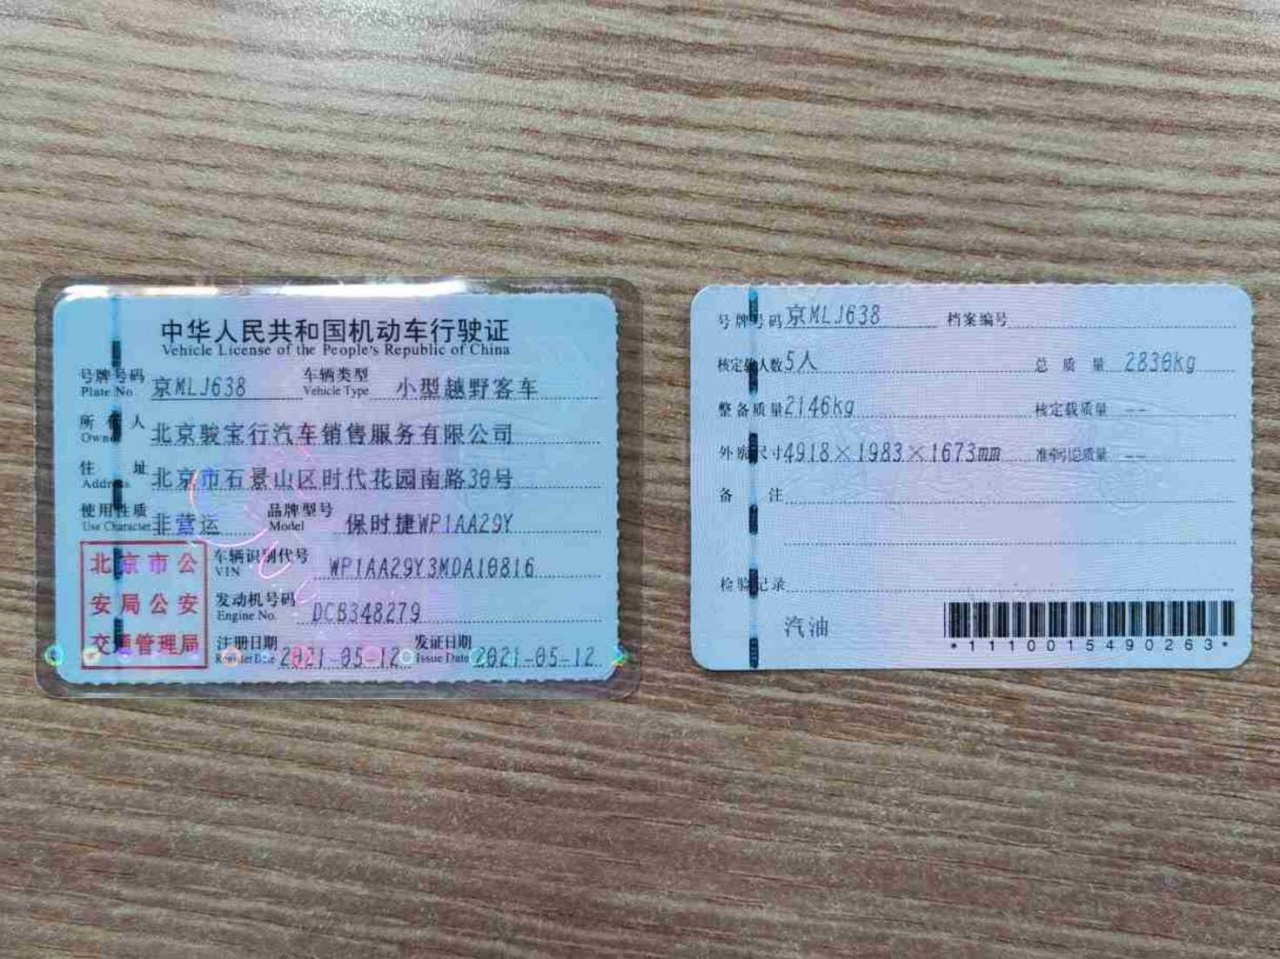 中华人民共和国机动车行驶证
Vehicle License of the People's Republic of China
号牌号码 京MLJ638 车辆类型 小型越野客车
Plate No Vehicle Type
所有人 北京骏宝行汽车销售服务有限公司
Owner
住址 北京市石景山区时代花园南路30号
Address
使用性质 非营运 品牌型号 保时捷WP1AA29Y
Use Character Model
北京市公
安局公安
交通管理局
车辆识别代号 WP1AA29Y3MDA10816
VIN
发动机号码 DCB348279
Engine No.
注册日期 2021-05-12 发证日期 2021-05-12
Register Date Issue Date
号牌号码 京MLJ638 档案编号
核定载人数 5人 总质量 2830kg
整备质量 2146kg 核定载质量 --
外廓尺寸 4918×1983×1673mm 准牵引总质量 --
备注
检验记录
汽油
*1110015490263*